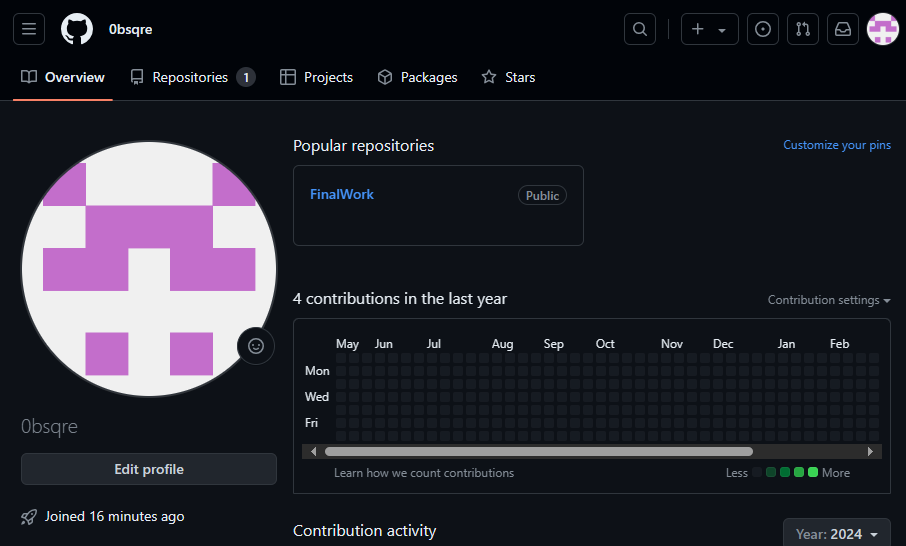 0bsqre
Overview Repositories 1 Projects Packages Stars
Popular repositories Customize your pins
FinalWork Public
4 contributions in the last year Contribution settings
May Jun Jul Aug Sep Oct Nov Dec Jan Feb
Mon
Wed
Fri
Learn how we count contributions Less More
0bsqre
Edit profile
Joined 16 minutes ago
Contribution activity Year: 2024